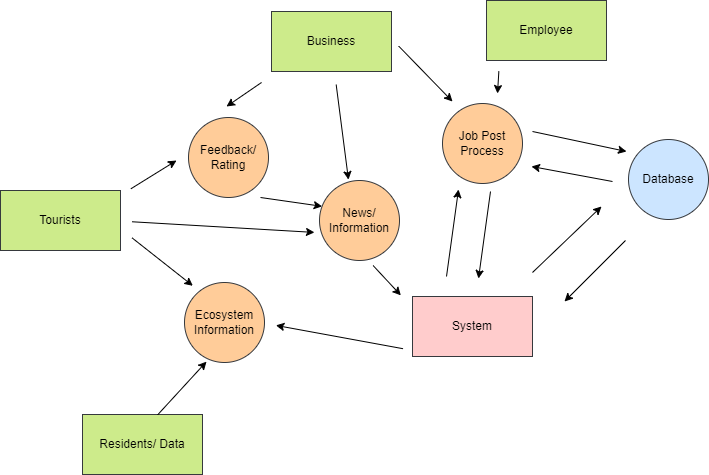 Business
Employee
Feedback/
Rating
Job Post
Process
Database
Tourists
News/
Information
Ecosystem
Information
System
Residents/ Data